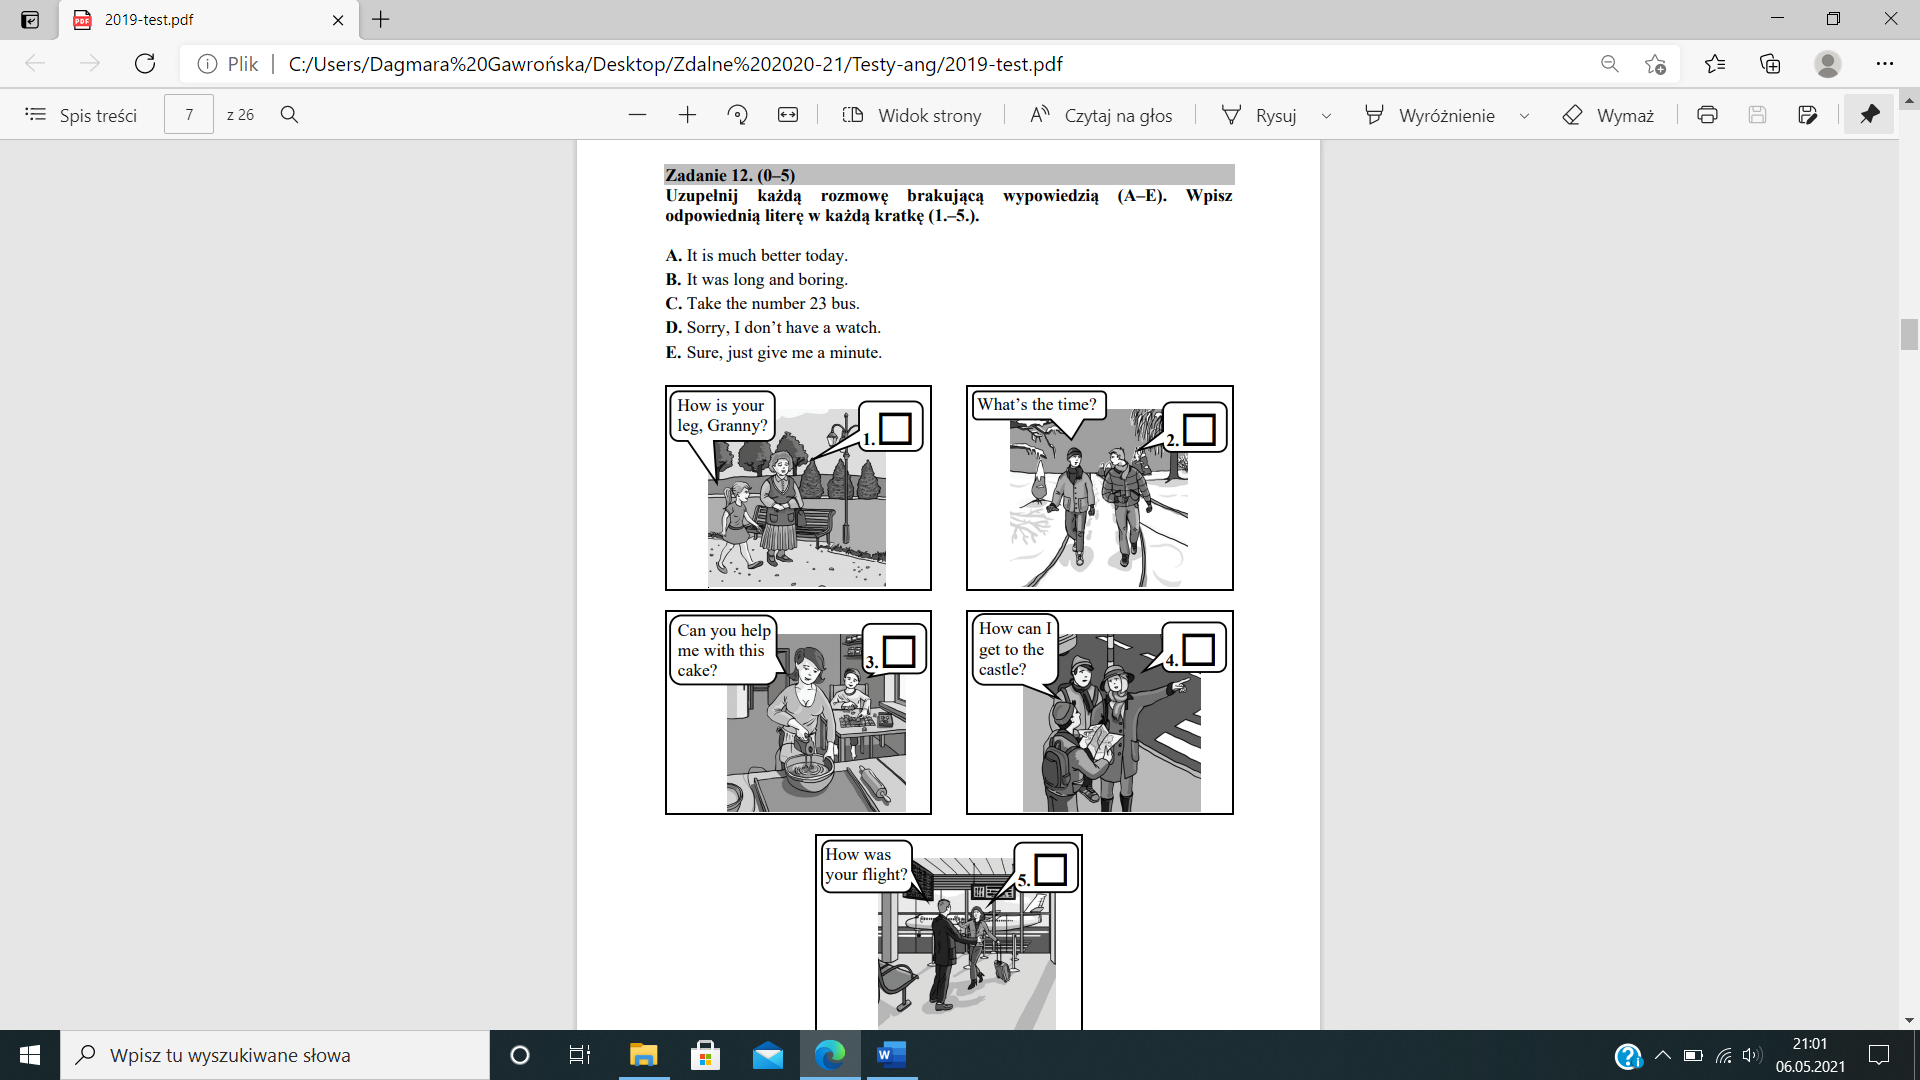 2019-test.pdf
Plik
C:/Users/Dagmara%20Gawrońska/Desktop/Zdalne%202020-21/Testy-ang/2019-test.pdf
Spis treści
7
z 26
Widok strony
Czytaj na głos
Rysuj
Wyróżnienie
Wymaż
Zadanie 12. (0–5)
Uzupełnij każdą rozmowę brakującą wypowiedzią (A–E). Wpisz
odpowiednią literę w każdą kratkę (1.–5.).
A. It is much better today.
B. It was long and boring.
C. Take the number 23 bus.
D. Sorry, I don’t have a watch.
E. Sure, just give me a minute.
How is your
leg, Granny?
1.
What’s the time?
2.
Can you help
me with this
cake?
3.
How can I
get to the
castle?
4.
How was
your flight?
5.
Wpisz tu wyszukiwane słowa
21:01
06.05.2021